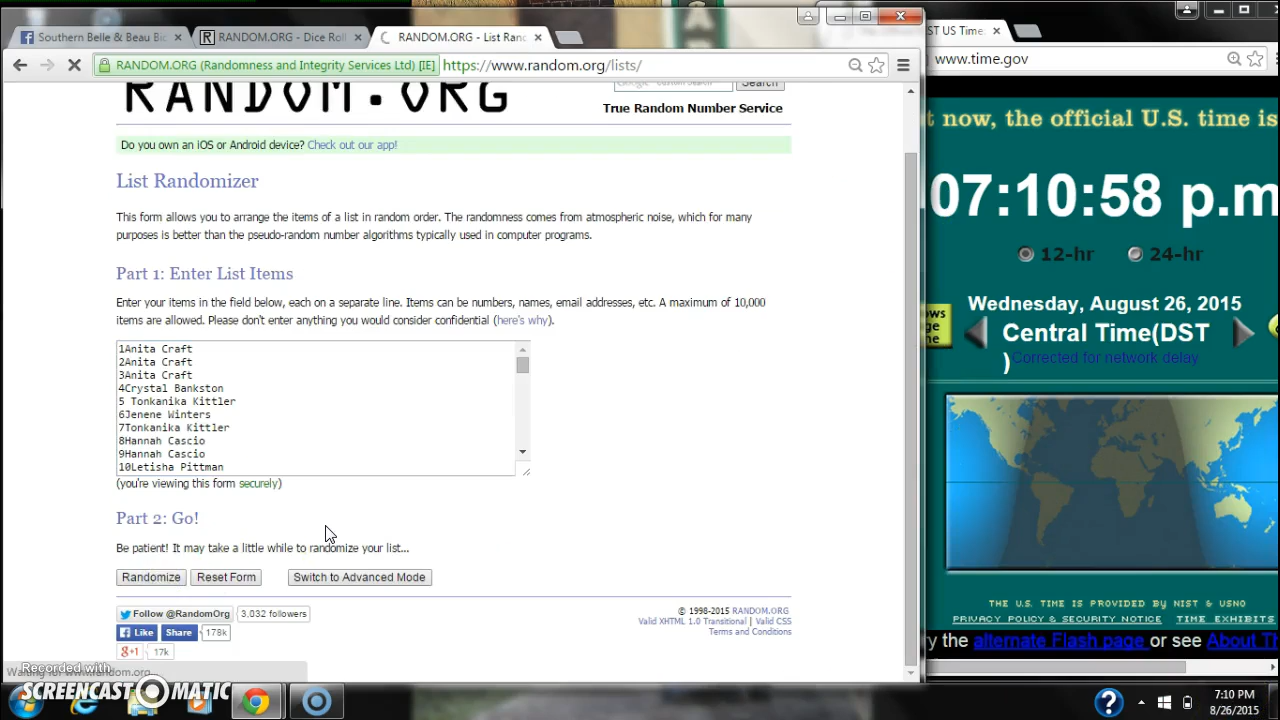 Southern Belle & Beau Bi
RANDOM.ORG - Dice Roll
RANDOM.ORG - List Ran
ST US Time:
RANDOM.ORG (Randomness and Integrity Services Ltd) [IE]
https://www.random.org/lists/
www.time.gov
RANDOM.ORG
Google Custom Search
Search
True Random Number Service
Do you own an iOS or Android device? Check out our app!
List Randomizer
This form allows you to arrange the items of a list in random order. The randomness comes from atmospheric noise, which for many
purposes is better than the pseudo-random number algorithms typically used in computer programs.
Part 1: Enter List Items
Enter your items in the field below, each on a separate line. Items can be numbers, names, email addresses, etc. A maximum of 10,000
items are allowed. Please don't enter anything you would consider confidential (here's why).
1Anita Craft
2Anita Craft
3Anita Craft
4Crystal Bankston
5 Tonkanika Kittler
6Jenene Winters
7Tonkanika Kittler
8Hannah Cascio
9Hannah Cascio
10Letisha Pittman
(you're viewing this form securely)
Part 2: Go!
Be patient! It may take a little while to randomize your list...
Randomize
Reset Form
Switch to Advanced Mode
Follow @RandomOrg
3,032 followers
Like
Share
178k
g+1
17k
© 1998-2015 RANDOM.ORG
Valid XHTML 1.0 Transitional | Valid CSS
Terms and Conditions
Waiting for www.random.org
Recorded with
SCREENCAST MATIC
t now, the official U.S. time is
07:10:58 p.m
12-hr
24-hr
Wednesday, August 26, 2015
Central Time(DST
)
Corrected for network delay
THE U.S. TIME IS PROVIDED BY NIST & USNO
PRIVACY POLICY & SECURITY NOTICE
TIME EXHIBITS
ry the alternate Flash page or see About Th
7:10 PM
8/26/2015